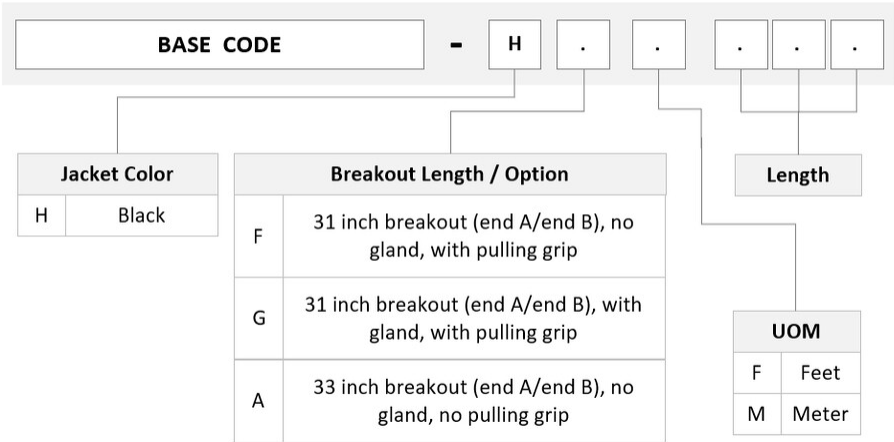 BASE CODE - H . . . . .
Jacket Color
H Black
Breakout Length / Option
F 31 inch breakout (end A/end B), no
gland, with pulling grip
G 31 inch breakout (end A/end B), with
gland, with pulling grip
A 33 inch breakout (end A/end B), no
gland, no pulling grip
Length
UOM
F Feet
M Meter